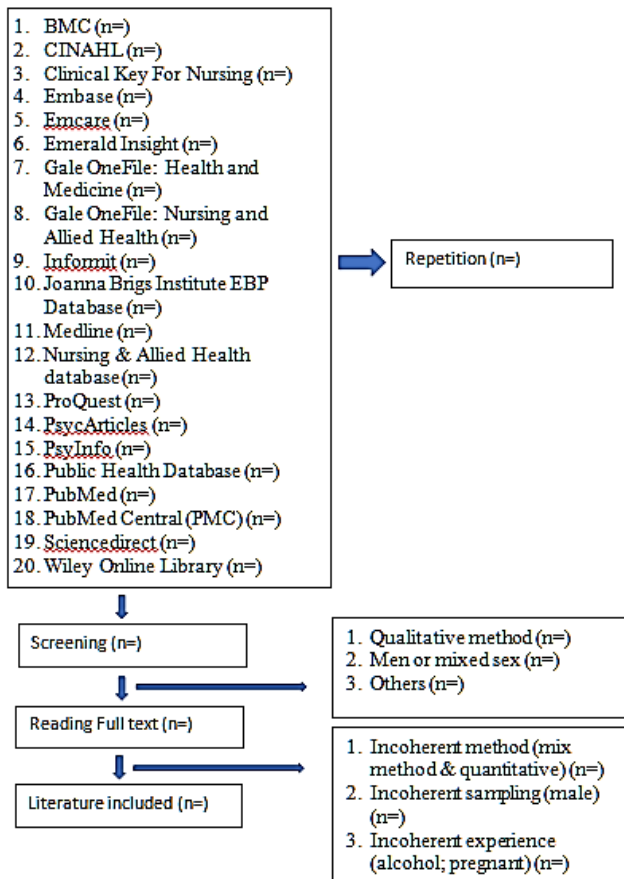 1. BMC (n=)
2. CINAHL (n=)
3. Clinical Key For Nursing (n=)
4. Embase (n=)
5. Emcare (n=)
6. Emerald Insight (n=)
7. Gale OneFile: Health and
Medicine (n=)
8. Gale OneFile: Nursing and
Allied Health (n=)
9. Informit (n=)
10. Joanna Brigs Institute EBP
Database (n=)
11. Medline (n=)
12. Nursing & Allied Health
database (n=)
13. ProQuest (n=)
14. PsycArticles (n=)
15. PsyInfo (n=)
16. Public Health Database (n=)
17. PubMed (n=)
18. PubMed Central (PMC) (n=)
19. Sciencedirect (n=)
20. Wiley Online Library (n=)
Repetition (n=)
Screening (n=)
1. Qualitative method (n=)
2. Men or mixed sex (n=)
3. Others (n=)
Reading Full text (n=)
1. Incoherent method (mix
method & quantitative) (n=)
2. Incoherent sampling (male)
(n=)
3. Incoherent experience
(alcohol; pregnant) (n=)
Literature included (n=)